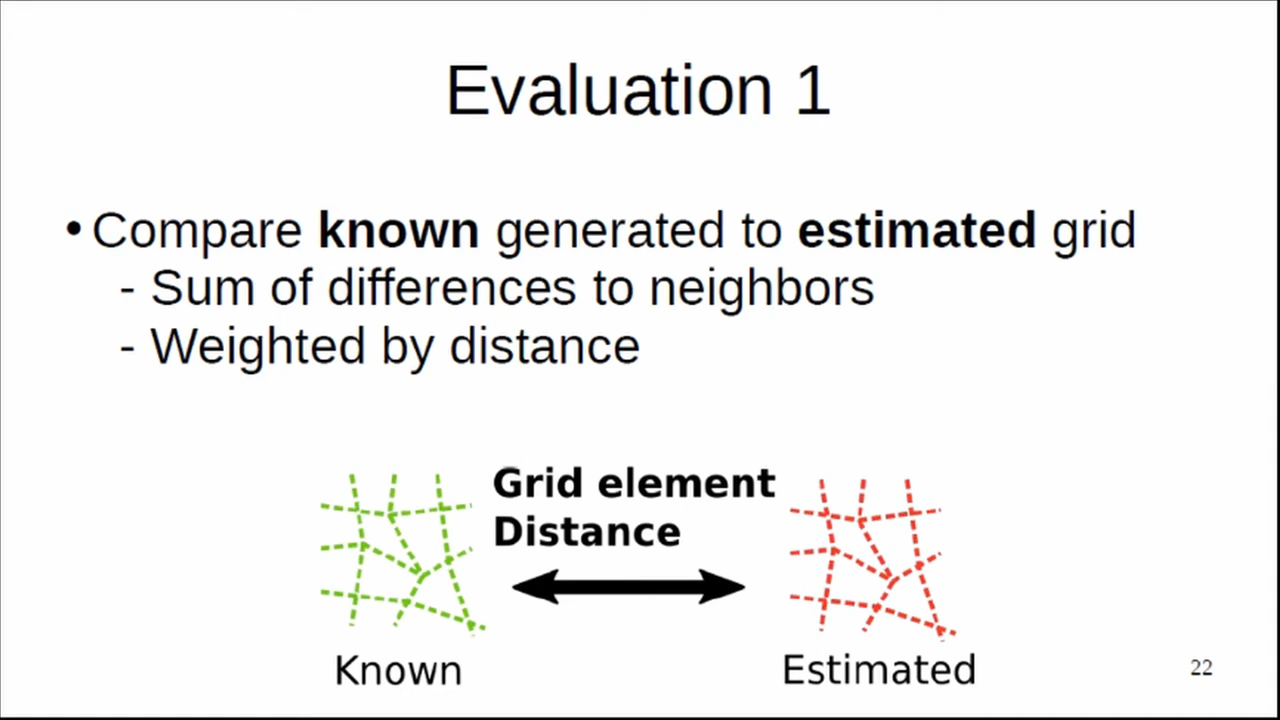 Evaluation 1
• Compare known generated to estimated grid
- Sum of differences to neighbors
- Weighted by distance
Grid element
Distance
Known
Estimated
22